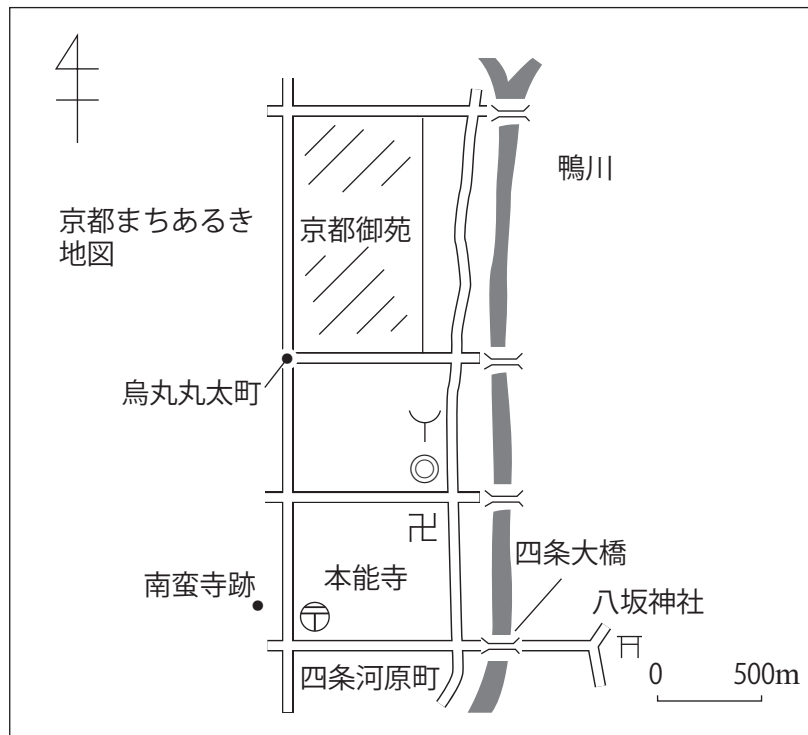 鴨川
京都まちあるき
地図
京都御苑
烏丸丸太町
四条大橋
南蛮寺跡
本能寺
八坂神社
四条河原町
0 500m